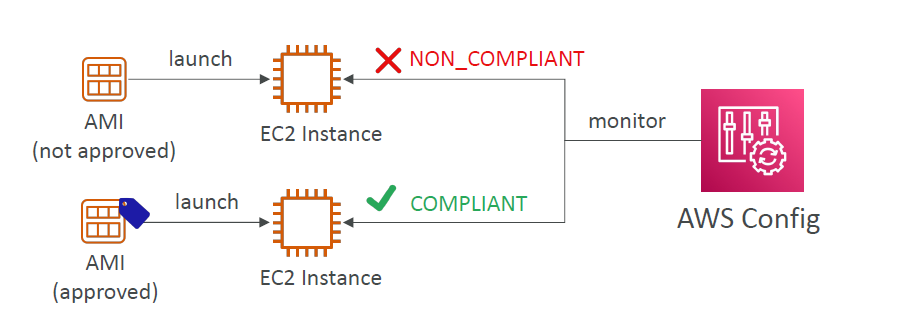 launch
NON_COMPLIANT
AMI
(not approved)
EC2 Instance
monitor
launch
COMPLIANT
AWS Config
AMI
(approved)
EC2 Instance